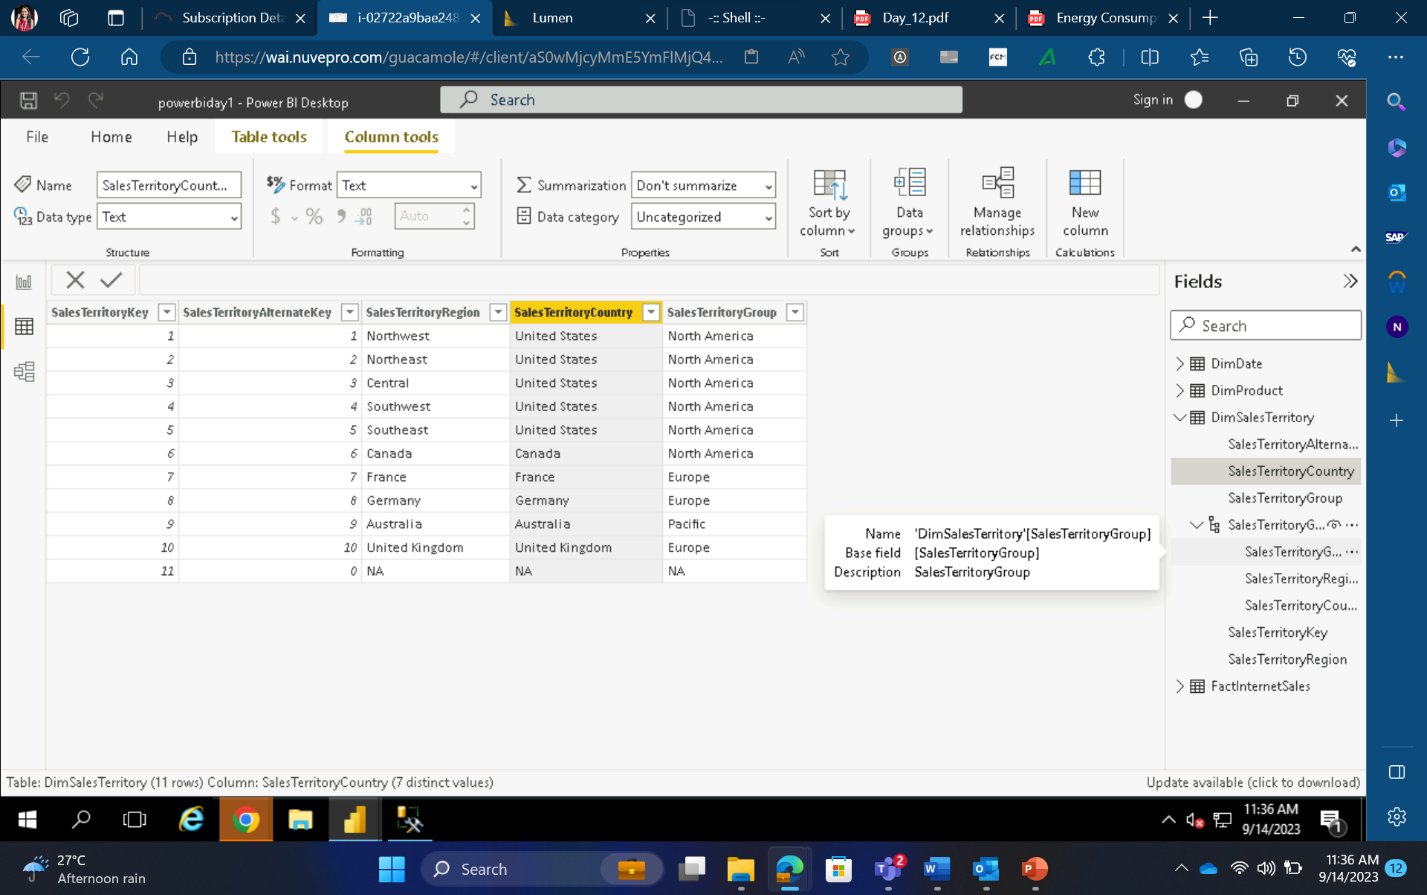 Subscription Deta
i-02722a9bae248
Lumen
-:: Shell ::-
Day_12.pdf
Energy Consump
https://wai.nuvepro.com/guacamole/#/client/aS0wMjcyMmE5YmFlMjQ4...
powerbiday1 - Power BI Desktop
Search
Sign in
File Home Help Table tools Column tools
Name SalesTerritoryCount...
Format Text
Summarization Don't summarize
Data type Text
$ % 9 .00 Auto
Data category Uncategorized
Sort by column
Data groups
Manage relationships
New column
Structure Formatting Properties Sort Groups Relationships Calculations
Fields
Search
SalesTerritoryKey SalesTerritoryAlternateKey SalesTerritoryRegion SalesTerritoryCountry SalesTerritoryGroup
1 1 Northwest United States North America
2 2 Northeast United States North America
3 3 Central United States North America
4 4 Southwest United States North America
5 5 Southeast United States North America
6 6 Canada Canada North America
7 7 France France Europe
8 8 Germany Germany Europe
9 9 Australia Australia Pacific
10 10 United Kingdom United Kingdom Europe
11 0 NA NA NA
Name 'DimSalesTerritory'[SalesTerritoryGroup]
Base field [SalesTerritoryGroup]
Description SalesTerritoryGroup
DimDate
DimProduct
DimSalesTerritory
SalesTerritoryAlterna...
SalesTerritoryCountry
SalesTerritoryGroup
SalesTerritoryG...
SalesTerritoryG...
SalesTerritoryRegi...
SalesTerritoryCou...
SalesTerritoryKey
SalesTerritoryRegion
FactInternetSales
SAP
N
Table: DimSalesTerritory (11 rows) Column: SalesTerritoryCountry (7 distinct values)
Update available (click to download)
11:36 AM
9/14/2023
1
27°C
Afternoon rain
Search
2
11:36 AM
9/14/2023
12